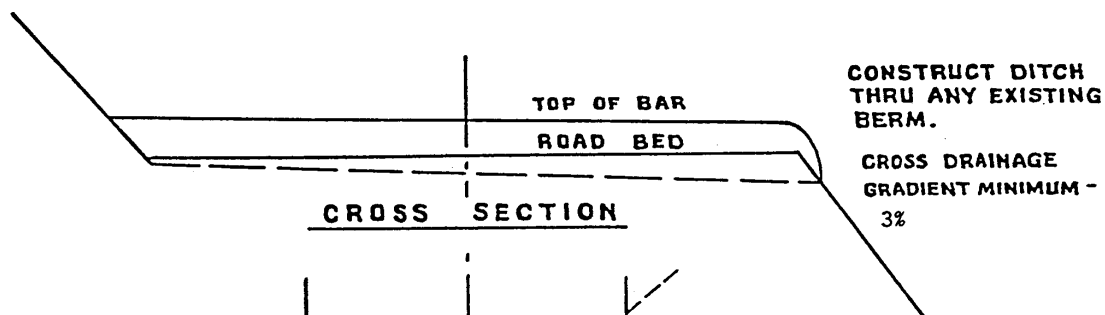 TOP OF BAR
ROAD BED
CROSS SECTION
CONSTRUCT DITCH
THRU ANY EXISTING
BERM.
CROSS DRAINAGE
GRADIENT MINIMUM -
3%